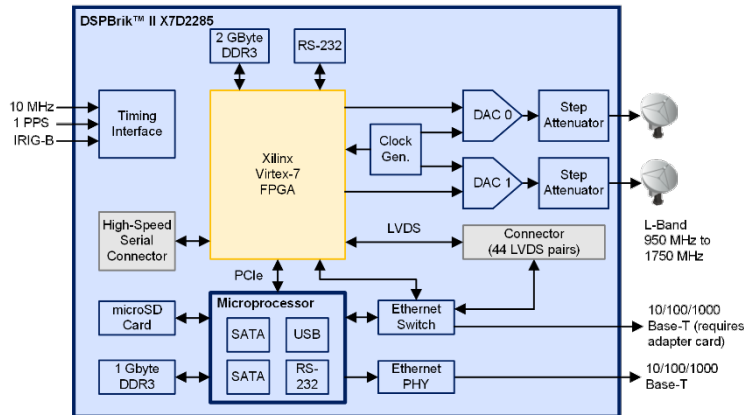 DSPBrik™ II X7D2285
2 GByte
DDR3
RS-232
10 MHz
1 PPS
IRIG-B
Timing
Interface
Xilinx
Virtex-7
FPGA
Clock
Gen.
DAC 0
Step
Attenuator
DAC 1
Step
Attenuator
L-Band
950 MHz to
1750 MHz
High-Speed
Serial
Connector
LVDS
Connector
(44 LVDS pairs)
PCIe
Microprocessor
microSD
Card
SATA
USB
Ethernet
Switch
10/100/1000
Base-T (requires
adapter card)
1 Gbyte
DDR3
SATA
RS-
232
Ethernet
PHY
10/100/1000
Base-T